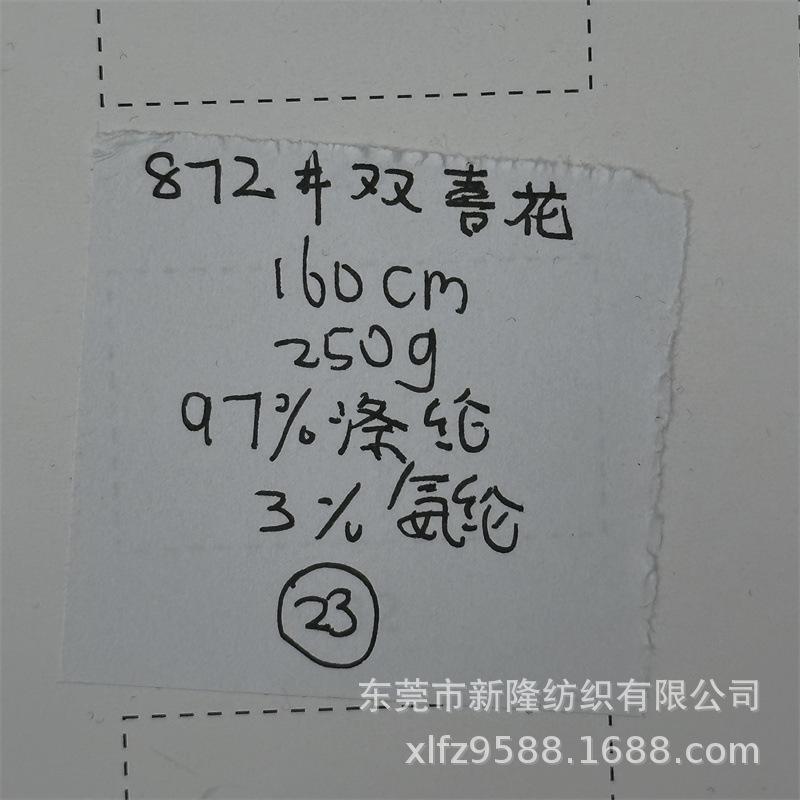 872#双喜花
160cm
250g
97%涤纶
3%氨纶
23
东莞市新隆纺织有限公司
xlfz9588.1688.com